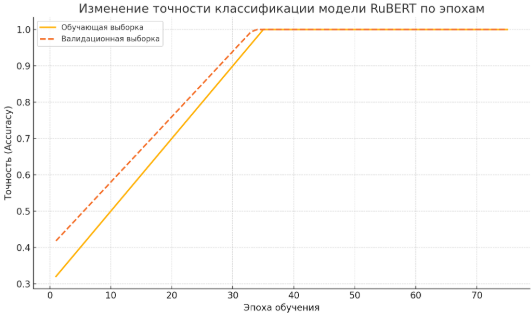 Изменение точности классификации модели RuBERT по эпохам
Обучающая выборка
Валидационная выборка
Точность (Accuracy)
1.0
0.9
0.8
0.7
0.6
0.5
0.4
0.3
0 10 20 30 40 50 60 70
Эпоха обучения